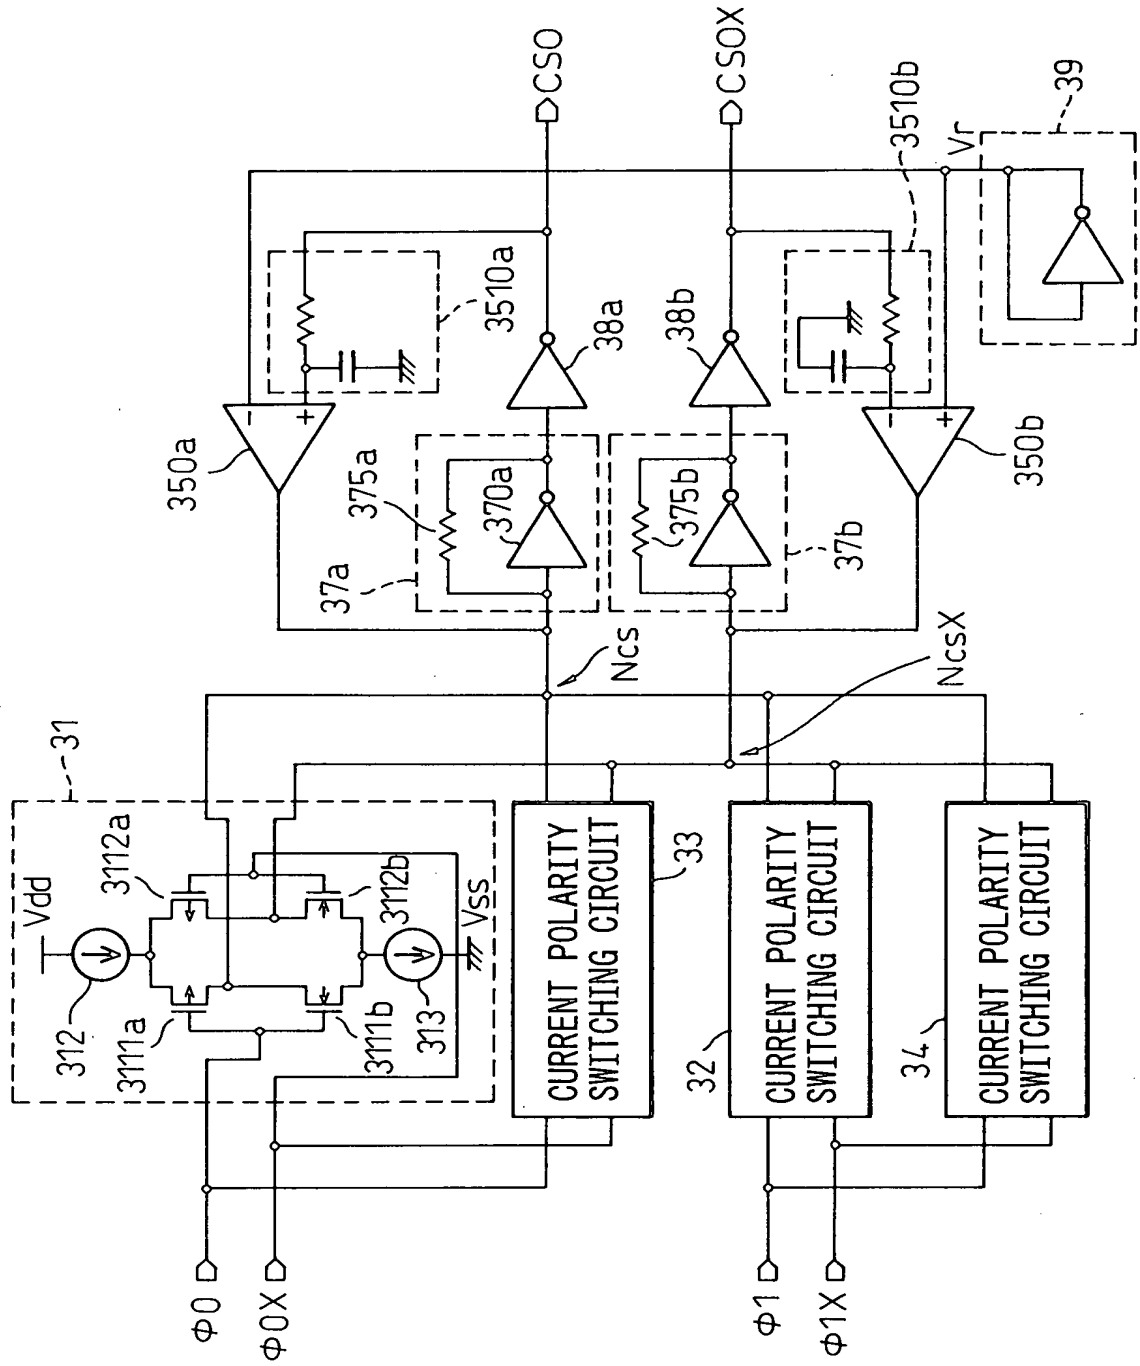 Φ0
Φ0X
Φ1
Φ1X
31
Vdd
312
3111a
3112a
3111b
3112b
313
Vss
CURRENT POLARITY
SWITCHING CIRCUIT
33
CURRENT POLARITY
SWITCHING CIRCUIT
32
CURRENT POLARITY
SWITCHING CIRCUIT
34
Ncs
NcsX
350a
−
+
3510a
37a
375a
370a
38a
CSO
37b
375b
38b
CSOX
3510b
−
+
350b
Vr
39